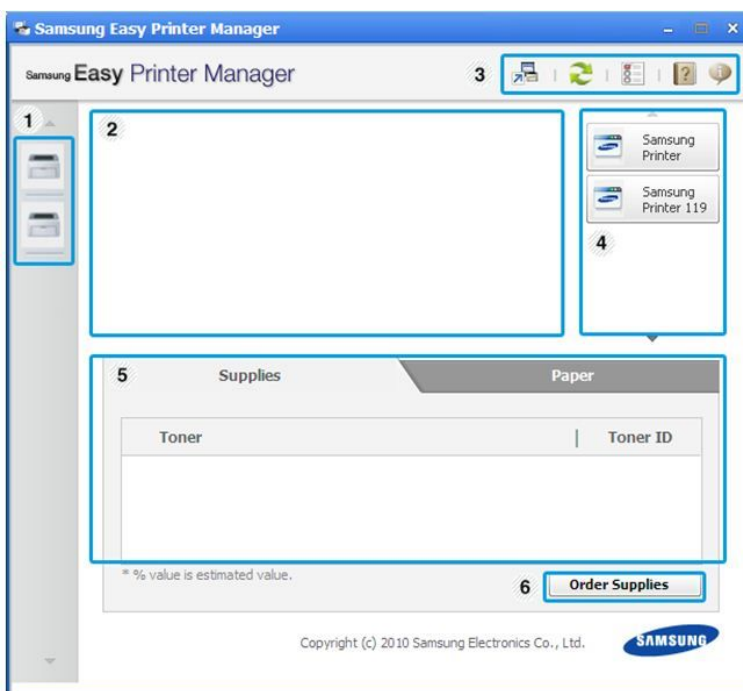 Samsung Easy Printer Manager
Samsung Easy Printer Manager
3
1
2
Samsung
Printer
Samsung
Printer 119
4
5 Supplies Paper
Toner Toner ID
* % value is estimated value.
6 Order Supplies
Copyright (c) 2010 Samsung Electronics Co., Ltd. SAMSUNG